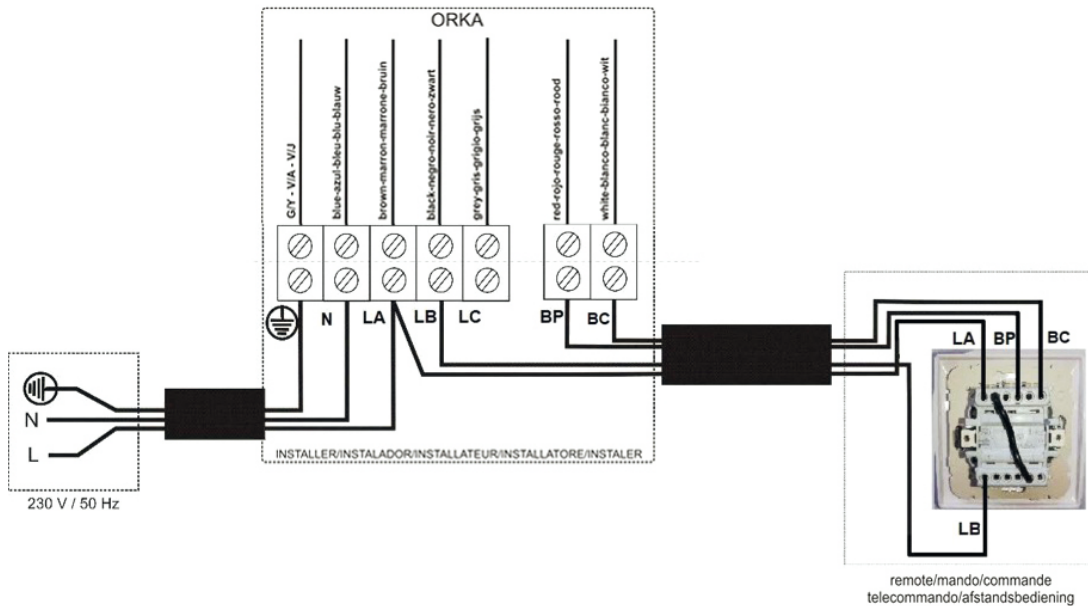 ORKA
G/Y - V/A - V/J
blue-azul-bleu-blu-blauw
brown-marron-marrone-bruin
black-negro-noir-nero-zwart
grey-gris-grigio-grijs
red-rojo-rouge-rosso-rood
white-blanco-blanc-bianco-wit
N
LA
LB
LC
BP
BC
LA
BP
BC
LB
N
L
230 V / 50 Hz
INSTALLER/INSTALADOR/INSTALLATEUR/INSTALLATORE/INSTALER
remote/mando/commande
telecommando/afstandsbediening